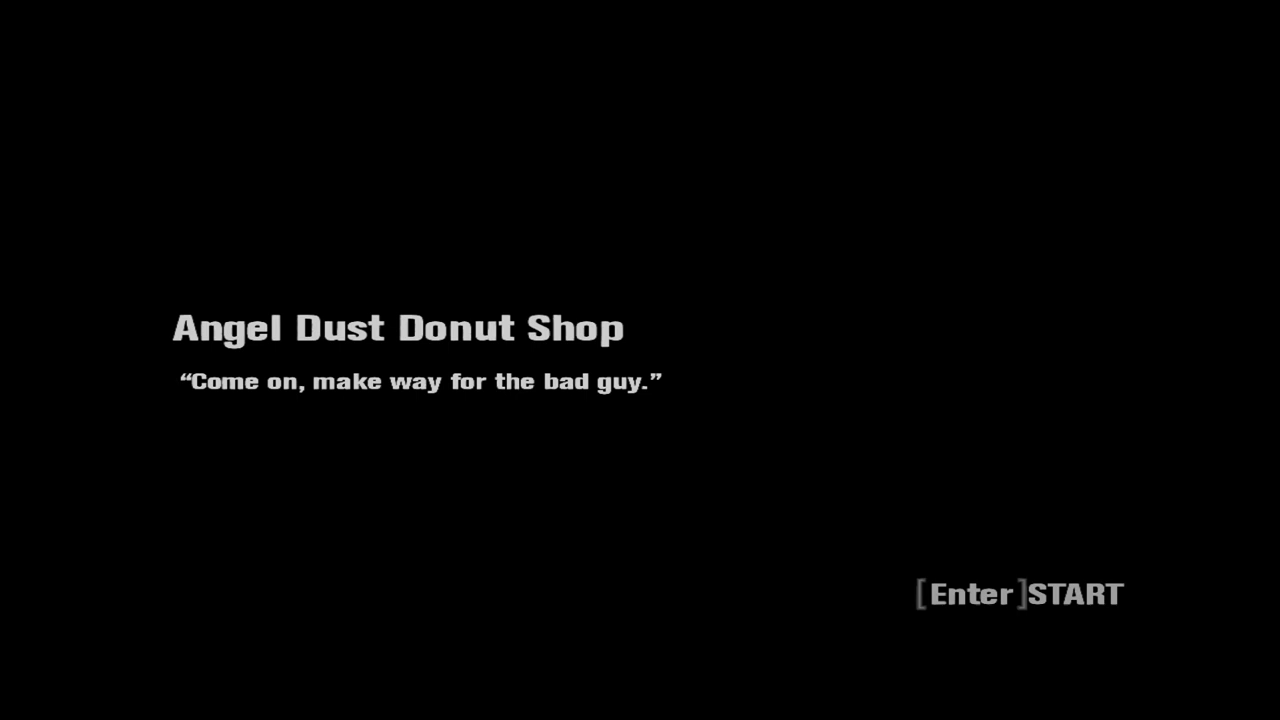 Angel Dust Donut Shop
“Come on, make way for the bad guy.”
[Enter]START